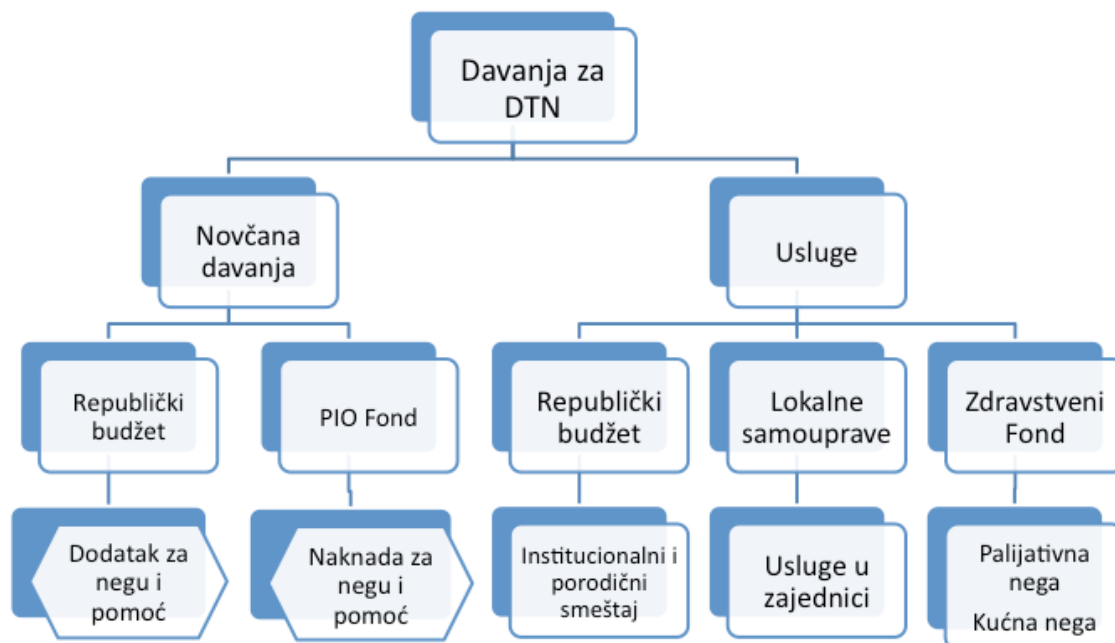 Davanja za
DTN
Novčana
davanja
Usluge
Republički
budžet
PIO Fond
Republički
budžet
Lokalne
samouprave
Zdravstveni
Fond
Dodatak za
negu i
pomoć
Naknada za
negu i
pomoć
Institucionalni i
porodični
smeštaj
Usluge u
zajednici
Palijativna
nega
Kućna nega